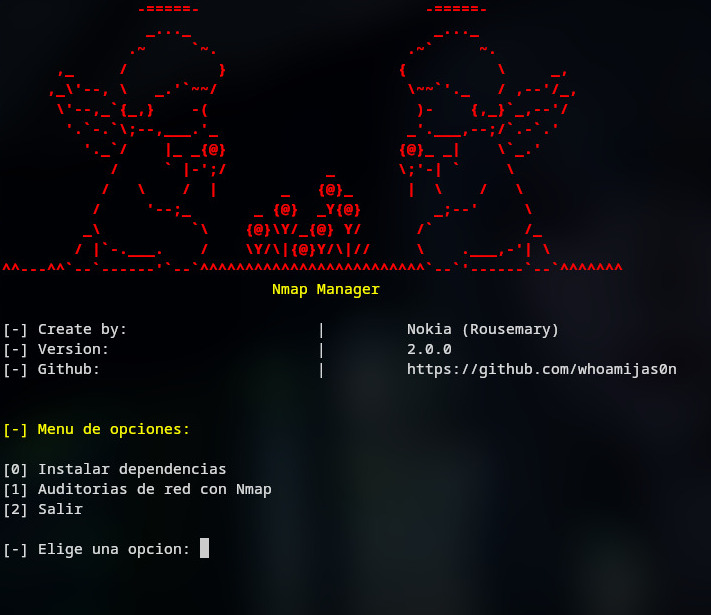 Nmap Manager
[-] Create by: | Nokia (Rousemary)
[-] Version: | 2.0.0
[-] Github: | https://github.com/whoamijas0n
[-] Menu de opciones:
[0] Instalar dependencias
[1] Auditorias de red con Nmap
[2] Salir
[-] Elige una opcion: